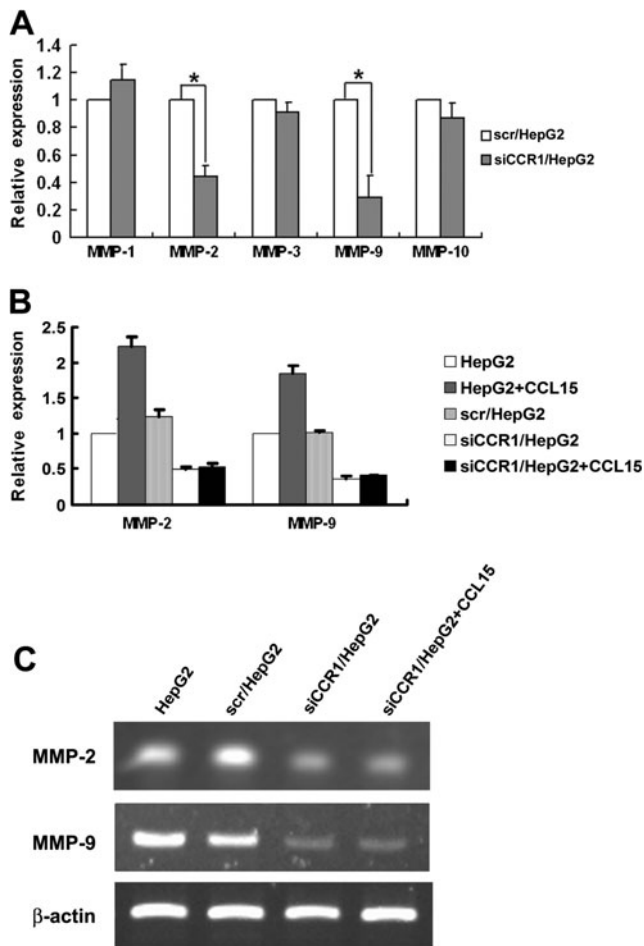 A
Relative expression
1.4
1.2
1
0.8
0.6
0.4
0.2
0
*
*
MMP-1
MMP-2
MMP-3
MMP-9
MMP-10
scr/HepG2
siCCR1/HepG2
B
Relative expression
2.5
2
1.5
1
0.5
0
MMP-2
MMP-9
HepG2
HepG2+CCL15
scr/HepG2
siCCR1/HepG2
siCCR1/HepG2+CCL15
C
HepG2
scr/HepG2
siCCR1/HepG2
siCCR1/HepG2+CCL15
MMP-2
MMP-9
β-actin